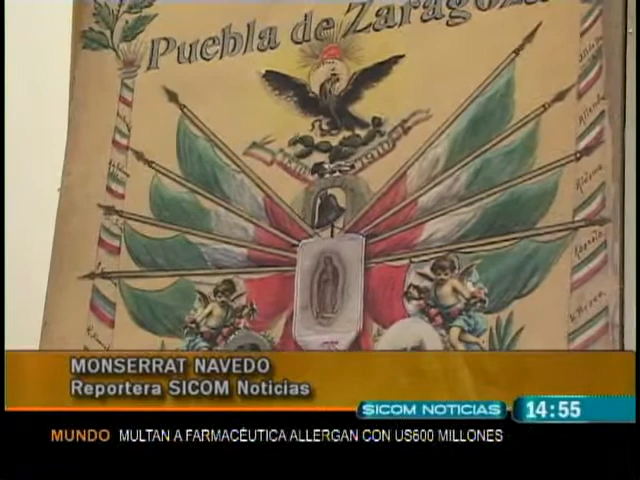 Puebla de Zaragoza
MONSERRAT NAVEDO
Reportera SICOM Noticias
SICOM NOTICIAS
14:55
MUNDO MULTAN A FARMACÉUTICA ALLERGAN CON US600 MILLONES